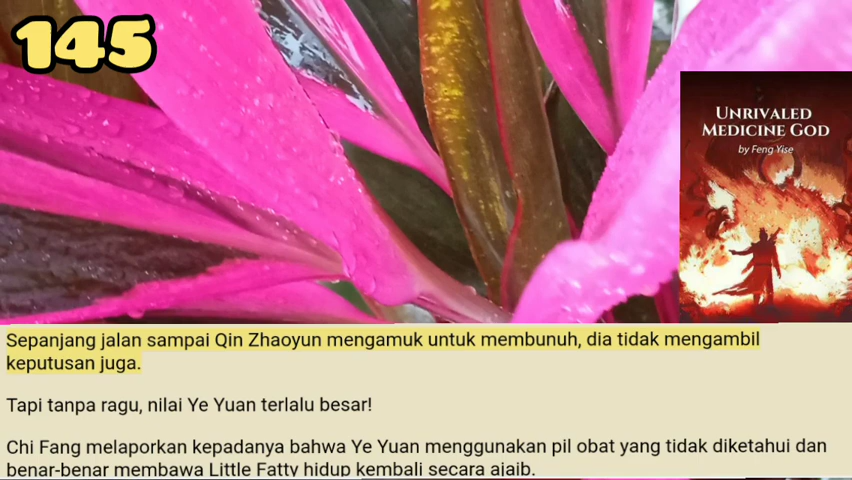 145
UNRIVALED
MEDICINE GOD
by Feng Yise
Sepanjang jalan sampai Qin Zhaoyun mengamuk untuk membunuh, dia tidak mengambil
keputusan juga.
Tapi tanpa ragu, nilai Ye Yuan terlalu besar!
Chi Fang melaporkan kepadanya bahwa Ye Yuan menggunakan pil obat yang tidak diketahui dan
benar-benar membawa Little Fatty hidup kembali secara ajaib.